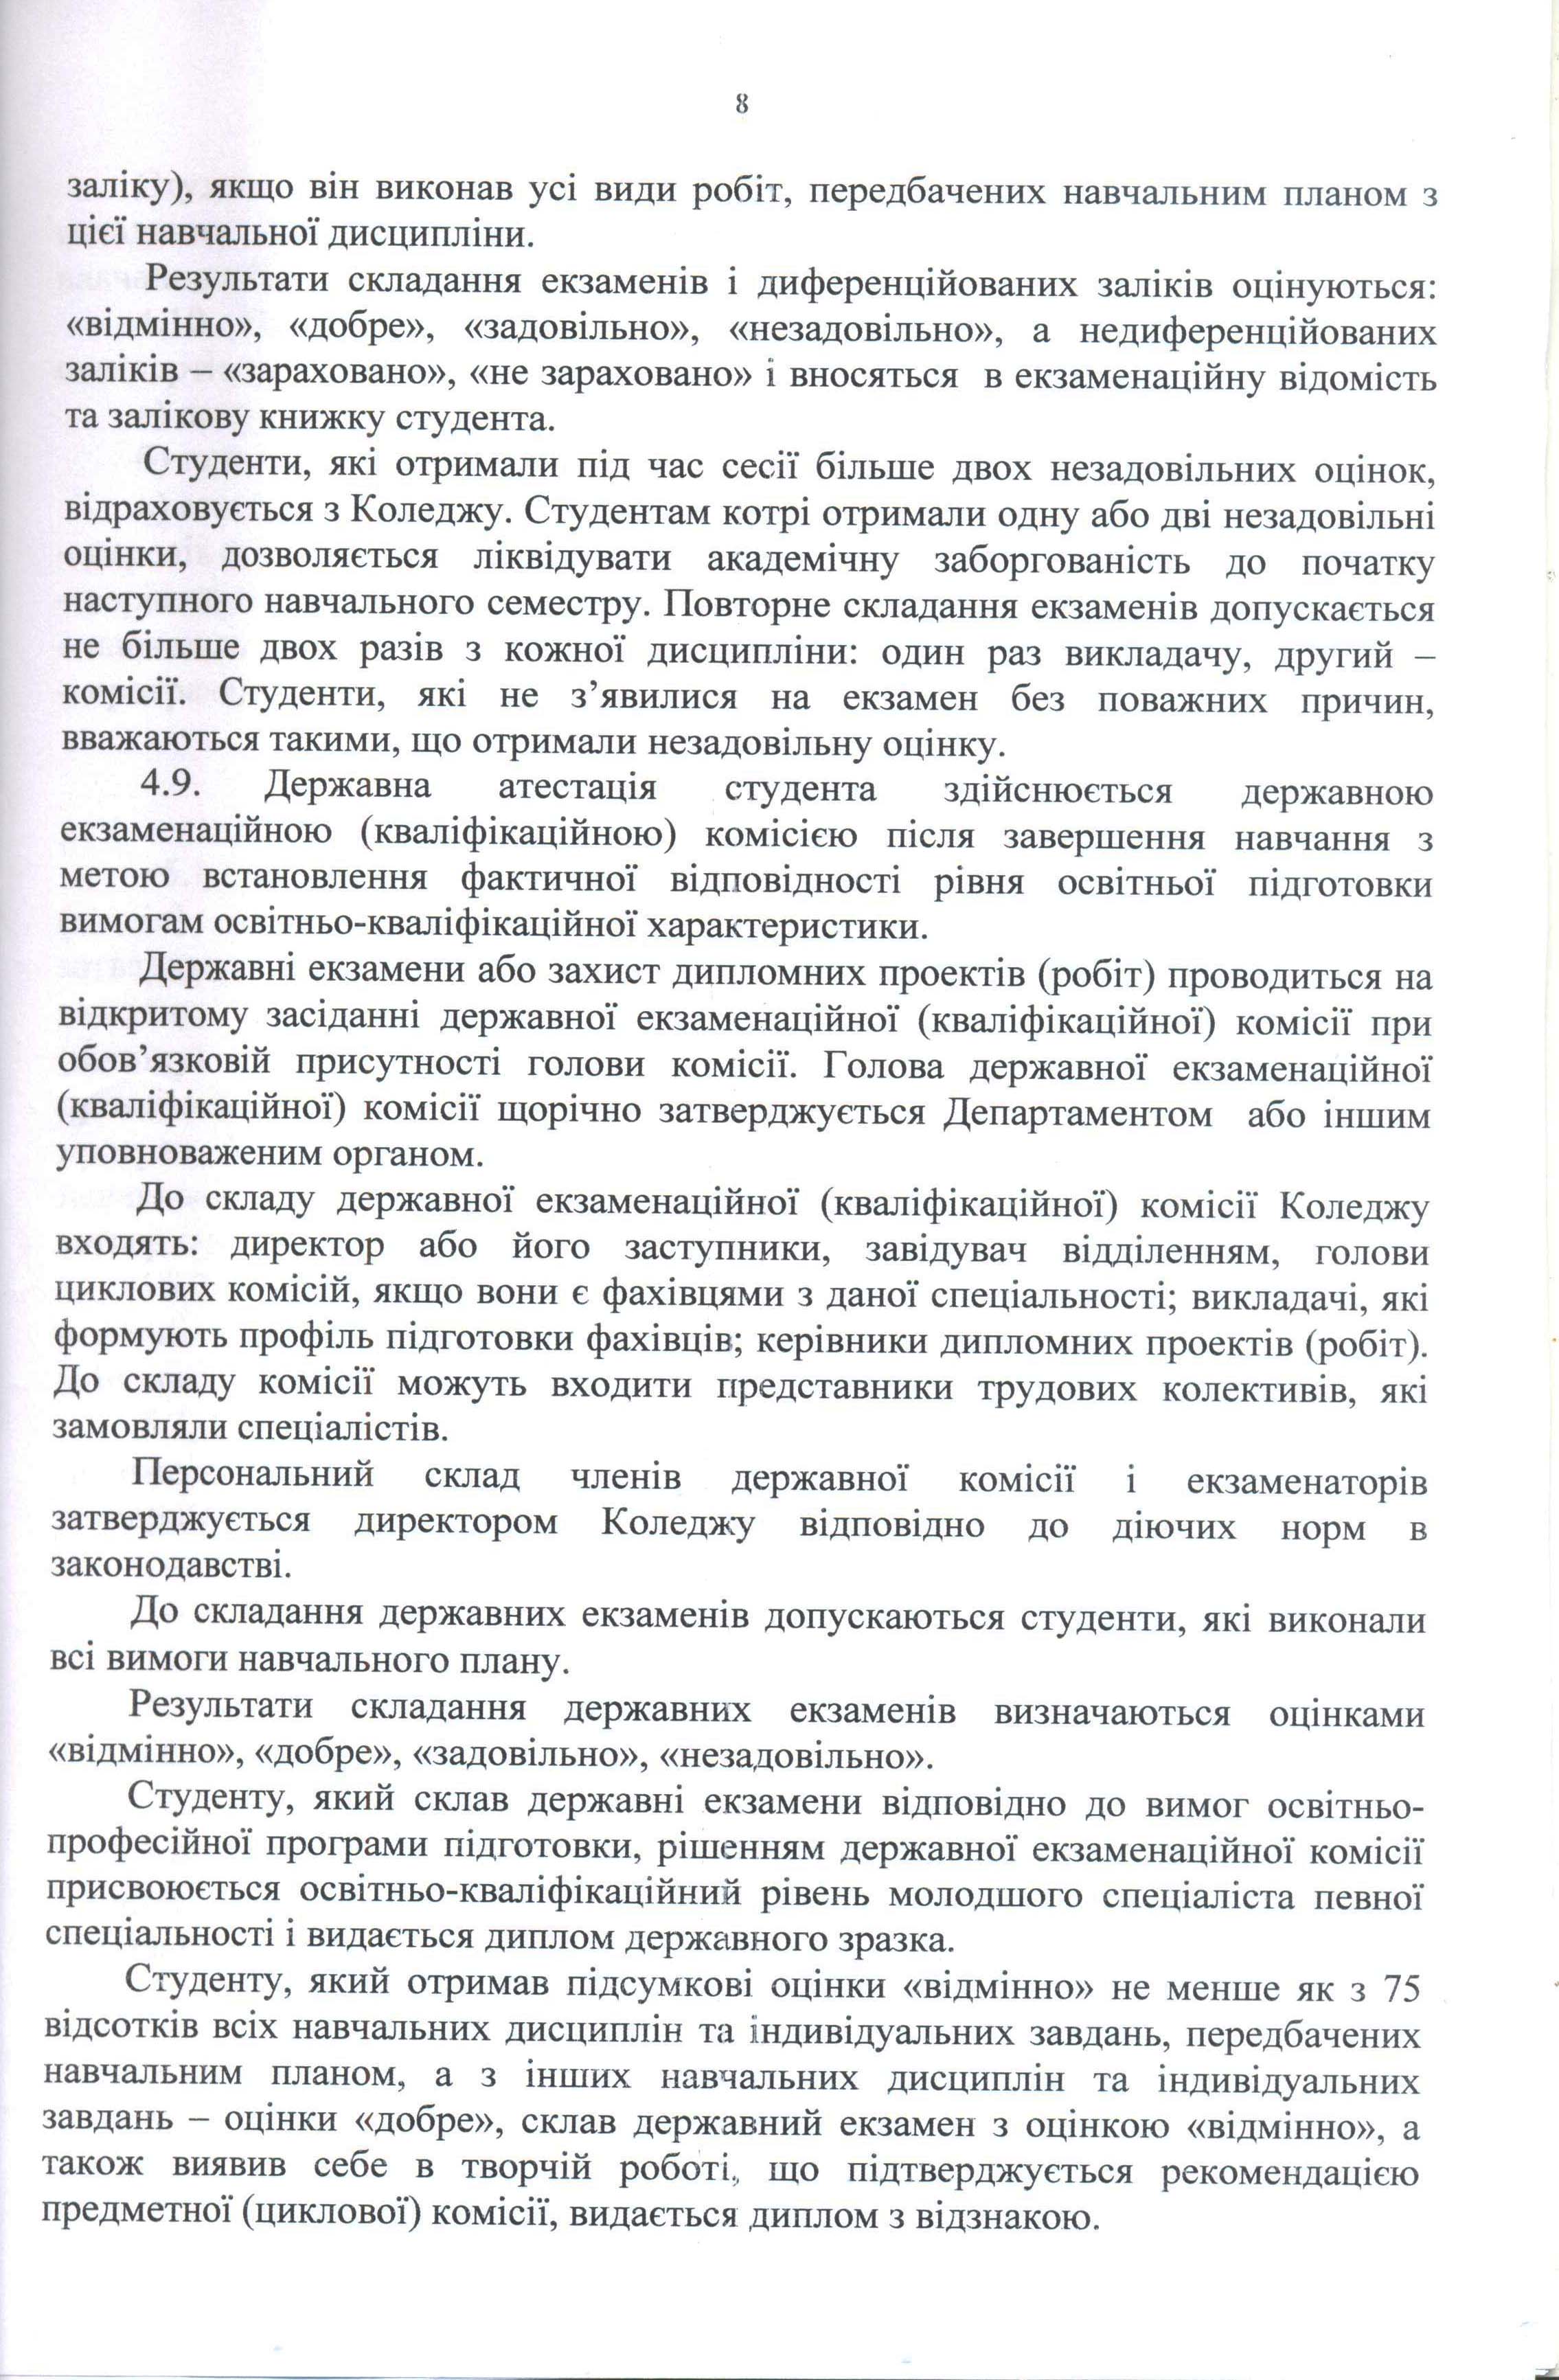 8
заліку), якщо він виконав усі види робіт, передбачених навчальним планом з
цієї навчальної дисципліни.
Результати складання екзаменів і диференційованих заліків оцінюються:
«відмінно», «добре», «задовільно», «незадовільно», а недиференційованих
заліків – «зараховано», «не зараховано» і вносяться в екзаменаційну відомість
та залікову книжку студента.
Студенти, які отримали під час сесії більше двох незадовільних оцінок,
відраховується з Коледжу. Студентам котрі отримали одну або дві незадовільні
оцінки, дозволяється ліквідувати академічну заборгованість до початку
наступного навчального семестру. Повторне складання екзаменів допускається
не більше двох разів з кожної дисципліни: один раз викладачу, другий –
комісії. Студенти, які не з’явилися на екзамен без поважних причин,
вважаються такими, що отримали незадовільну оцінку.
4.9. Державна атестація студента здійснюється державною
екзаменаційною (кваліфікаційною) комісією після завершення навчання з
метою встановлення фактичної відповідності рівня освітньої підготовки
вимогам освітньо-кваліфікаційної характеристики.
Державні екзамени або захист дипломних проектів (робіт) проводиться на
відкритому засіданні державної екзаменаційної (кваліфікаційної) комісії при
обов’язковій присутності голови комісії. Голова державної екзаменаційної
(кваліфікаційної) комісії щорічно затверджується Департаментом або іншим
уповноваженим органом.
До складу державної екзаменаційної (кваліфікаційної) комісії Коледжу
входять: директор або його заступники, завідувач відділенням, голови
циклових комісій, якщо вони є фахівцями з даної спеціальності; викладачі, які
формують профіль підготовки фахівців; керівники дипломних проектів (робіт).
До складу комісії можуть входити представники трудових колективів, які
замовляли спеціалістів.
Персональний склад членів державної комісії і екзаменаторів
затверджується директором Коледжу відповідно до діючих норм в
законодавстві.
До складання державних екзаменів допускаються студенти, які виконали
всі вимоги навчального плану.
Результати складання державних екзаменів визначаються оцінками
«відмінно», «добре», «задовільно», «незадовільно».
Студенту, який склав державні екзамени відповідно до вимог освітньо-
професійної програми підготовки, рішенням державної екзаменаційної комісії
присвоюється освітньо-кваліфікаційний рівень молодшого спеціаліста певної
спеціальності і видається диплом державного зразка.
Студенту, який отримав підсумкові оцінки «відмінно» не менше як з 75
відсотків всіх навчальних дисциплін та індивідуальних завдань, передбачених
навчальним планом, а з інших навчальних дисциплін та індивідуальних
завдань – оцінки «добре», склав державний екзамен з оцінкою «відмінно», а
також виявив себе в творчій роботі, що підтверджується рекомендацією
предметної (циклової) комісії, видається диплом з відзнакою.